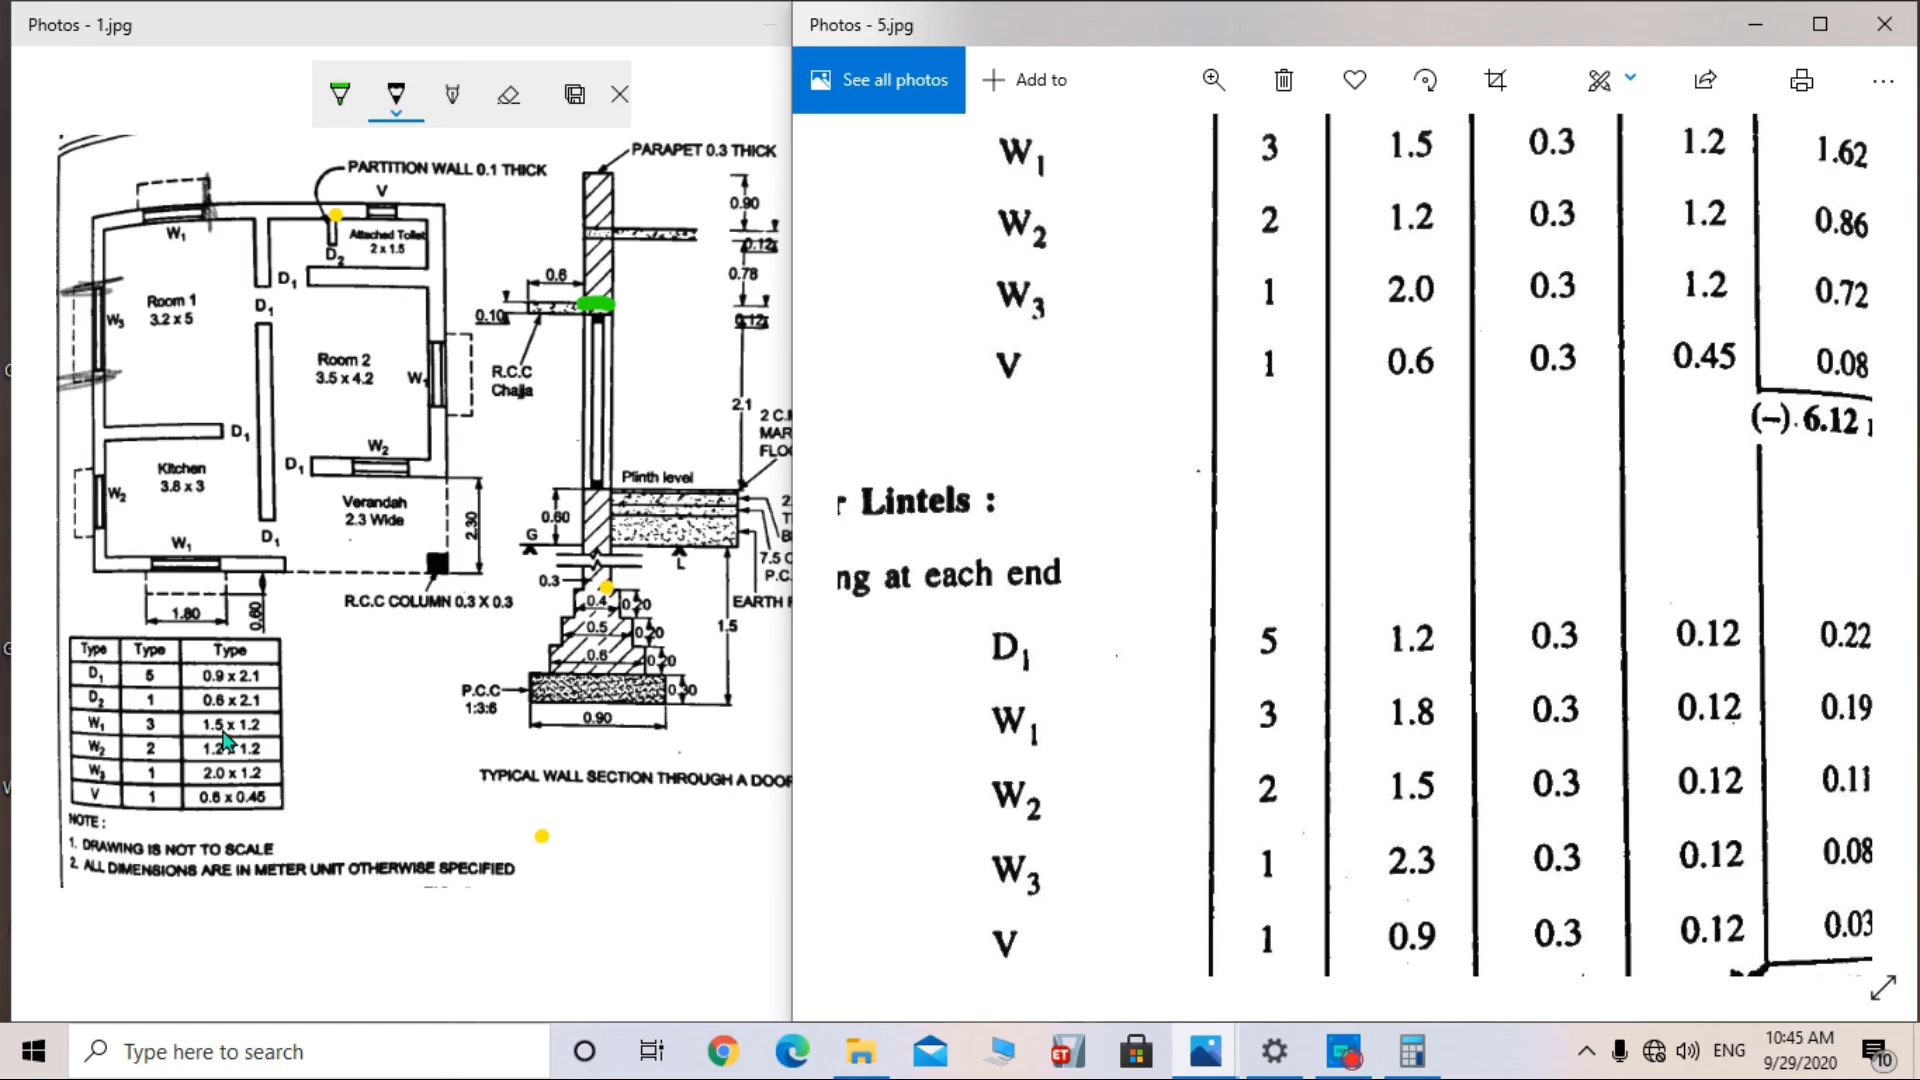 Photos - 1.jpg
PARTITION WALL 0.1 THICK
PARAPET 0.3 THICK
V
0.90
W1
Attached Toilet
2 x 1.5
D2
0.12
D1
0.6
0.78
Room 1
3.2 x 5
D1
W3
0.10
0.12
Room 2
3.5 x 4.2
W1
R.C.C
Chajja
2.1
2 C.
MAR
FLO
D1
W2
D1
Kitchen
3.8 x 3
Plinth level
W2
Verandah
2.3 Wide
2.30
0.60
G
W1
D1
7.5
P.C.
L
0.3
R.C.C COLUMN 0.3 X 0.3
0.4
0.20
EARTH
1.80
0.60
0.5
0.20
1.5
0.6
0.20
P.C.C
1:3:6
0.30
0.90
Type Type Type
D1 5 0.9 x 2.1
D2 1 0.6 x 2.1
W1 3 1.5 x 1.2
W2 2 1.2 x 1.2
W3 1 2.0 x 1.2
V 1 0.6 x 0.45
TYPICAL WALL SECTION THROUGH A DOOR
NOTE :
1. DRAWING IS NOT TO SCALE
2. ALL DIMENSIONS ARE IN METER UNIT OTHERWISE SPECIFIED
Photos - 5.jpg
See all photos
Add to
W1 3 1.5 0.3 1.2 1.62
W2 2 1.2 0.3 1.2 0.86
W3 1 2.0 0.3 1.2 0.72
V 1 0.6 0.3 0.45 0.08
(–) 6.12
r Lintels :
ng at each end
D1 5 1.2 0.3 0.12 0.22
W1 3 1.8 0.3 0.12 0.19
W2 2 1.5 0.3 0.12 0.11
W3 1 2.3 0.3 0.12 0.08
V 1 0.9 0.3 0.12 0.03
Type here to search
ET
ENG
10:45 AM
9/29/2020
10